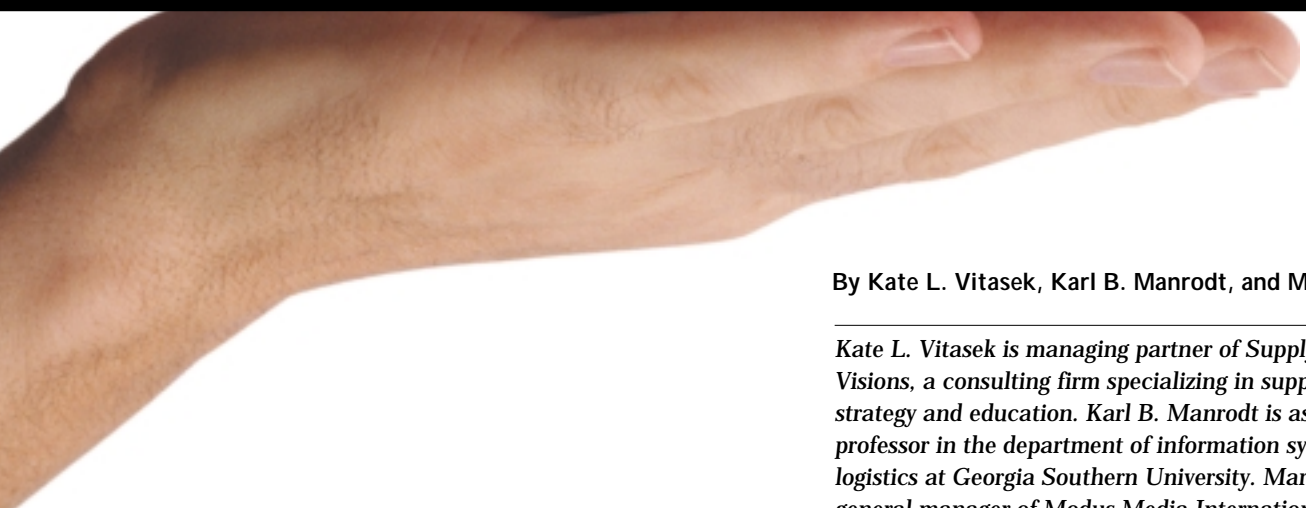 By Kate L. Vitasek, Karl B. Manrodt, and
Kate L. Vitasek is managing partner of
Visions, a consulting firm specializing in
strategy and education. Karl B. Manrodt is
professor in the department of information
logistics at Georgia Southern University.
general manager of Modus Media